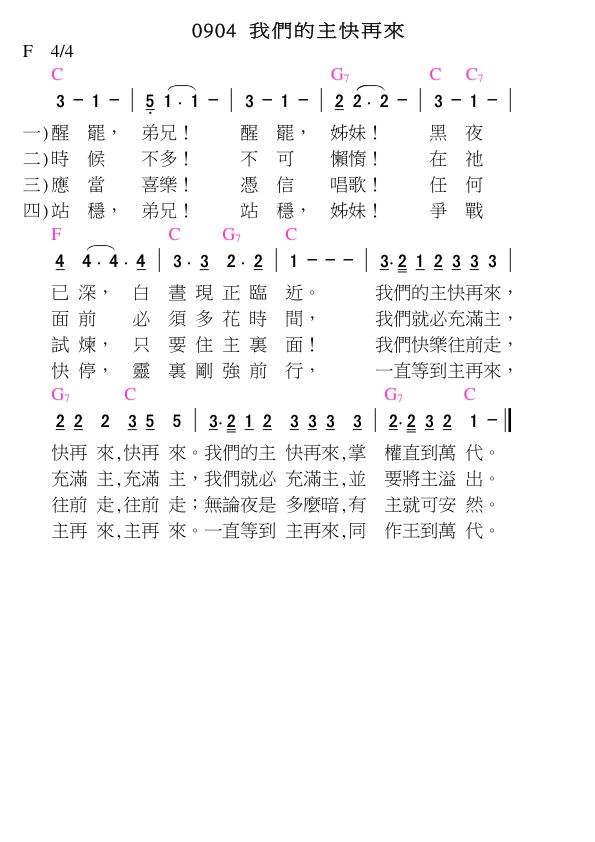 0904 我們的主快再來
F 4/4
C G7 C C7
3 – 1 – | 5 1 . 1 – | 3 – 1 – | 2 2 . 2 – | 3 – 1 – |
一)醒 罷， 弟兄！ 醒 罷， 姊妹！ 黑 夜
二)時 候 不多！ 不 可 懶惰！ 在 祂
三)應 當 喜樂！ 憑 信 唱歌！ 任 何
四)站 穩， 弟兄！ 站 穩， 姊妹！ 爭 戰
F C G7 C
4 4 . 4 . 4 | 3 . 3 2 . 2 | 1 – – – | 3 . 2 1 2 3 3 3 |
已 深， 白 晝 現 正 臨 近。 我們的主快再來，
面 前 必 須 多 花 時 間， 我們就必充滿主，
試 煉， 只 要 住 主 裏 面！ 我們快樂往前走，
快 停， 靈 裏 剛 強 前 行， 一直等到主再來，
G7 C G7 C
2 2 2 3 5 5 | 3 . 2 1 2 3 3 3 3 | 2 . 2 3 2 1 – ||
快再 來,快再 來。我們的主 快再來,掌 權直到萬 代。
充滿 主,充滿 主，我們就必 充滿主,並 要將主溢 出。
往前 走,往前 走；無論夜是 多麼暗,有 主就可安 然。
主再 來,主再 來。一直等到 主再來,同 作王到萬 代。